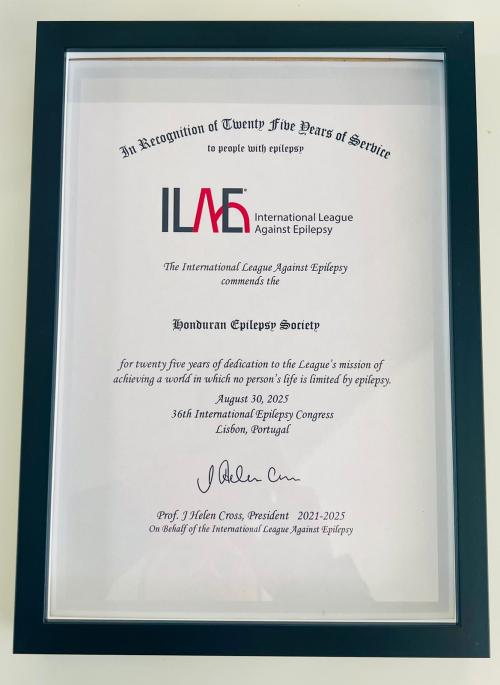 In Recognition of Twenty Five Years of Service
to people with epilepsy
ILAE
International League
Against Epilepsy
The International League Against Epilepsy
commends the
Honduran Epilepsy Society
for twenty five years of dedication to the League's mission of
achieving a world in which no person's life is limited by epilepsy.
August 30, 2025
36th International Epilepsy Congress
Lisbon, Portugal
J Helen Cross
Prof. J Helen Cross, President 2021-2025
On Behalf of the International League Against Epilepsy